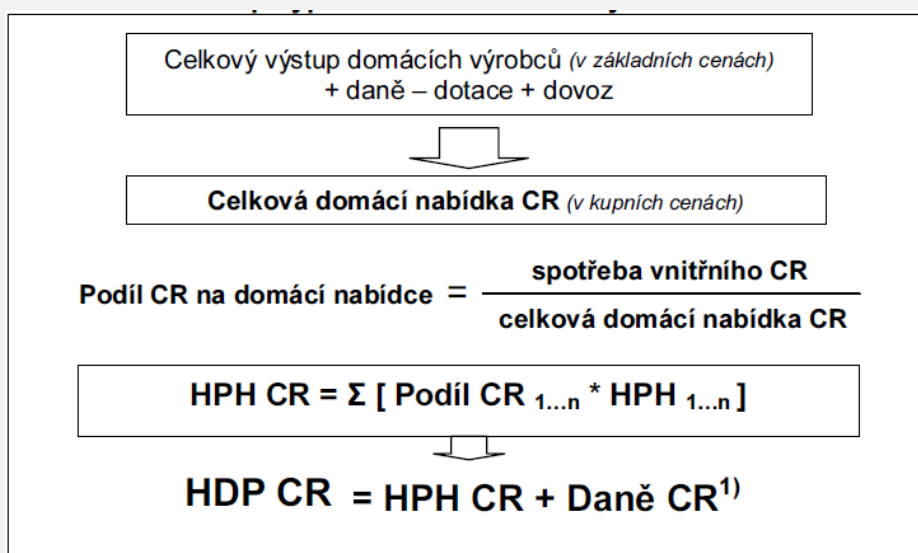 Celkový výstup domácích výrobců (v základních cenách)
+ daně – dotace + dovoz
Celková domácí nabídka CR (v kupních cenách)
Podíl CR na domácí nabídce = spotřeba vnitřního CR
celková domácí nabídka CR
HPH CR = Σ [ Podíl CR 1...n * HPH 1...n ]
HDP CR = HPH CR + Daně CR1)